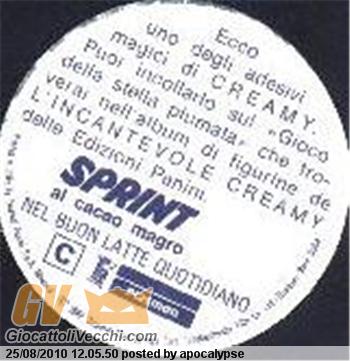 Ecco
uno degli adesivi
magici di CREAMY.
Puoi incollarlo sul «Gioco
della stella piumata» che tro-
verai nell'album di figurine de
L'INCANTEVOLE CREAMY
delle Edizioni Panini.
SPRINT
al cacao magro
NEL BUON LATTE QUOTIDIANO
C
GV
GiocattoliVecchi.com
25/08/2010 12.05.50 posted by apocalypse